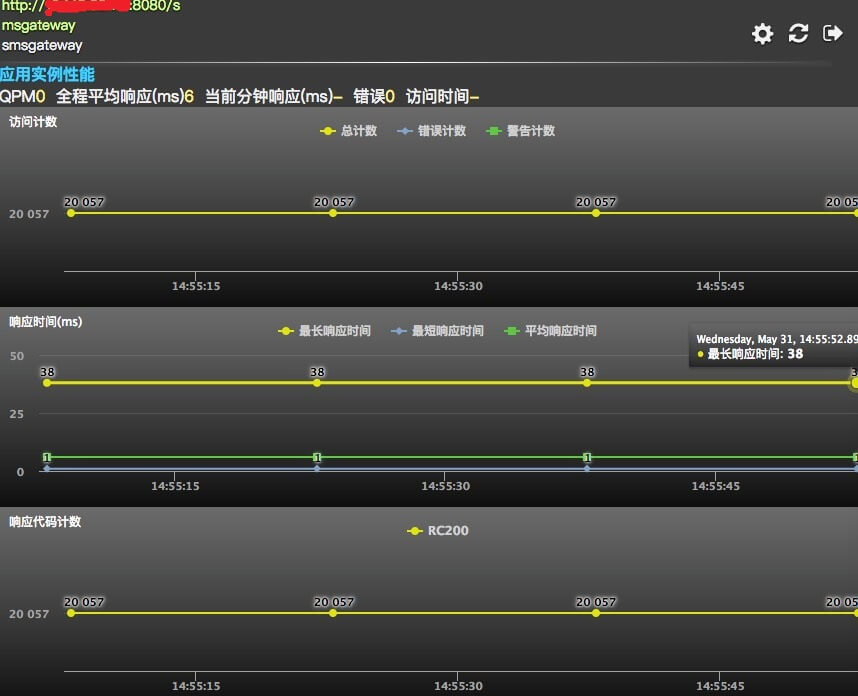 http:// :8080/s
msgateway
smsgateway
应用实例性能
QPM0 全程平均响应(ms)6 当前分钟响应(ms)– 错误0 访问时间–
访问计数
总计数 错误计数 警告计数
20 057 20 057 20 057 20 05
20 057
14:55:15 14:55:30 14:55:45
响应时间(ms)
最长响应时间 最短响应时间 平均响应时间
Wednesday, May 31, 14:55:52.89
最长响应时间: 38
50
38 38 38 3
25
1 1 1 1
0
14:55:15 14:55:30 14:55:45
响应代码计数
RC200
20 057 20 057 20 057 20 05
20 057
14:55:15 14:55:30 14:55:45